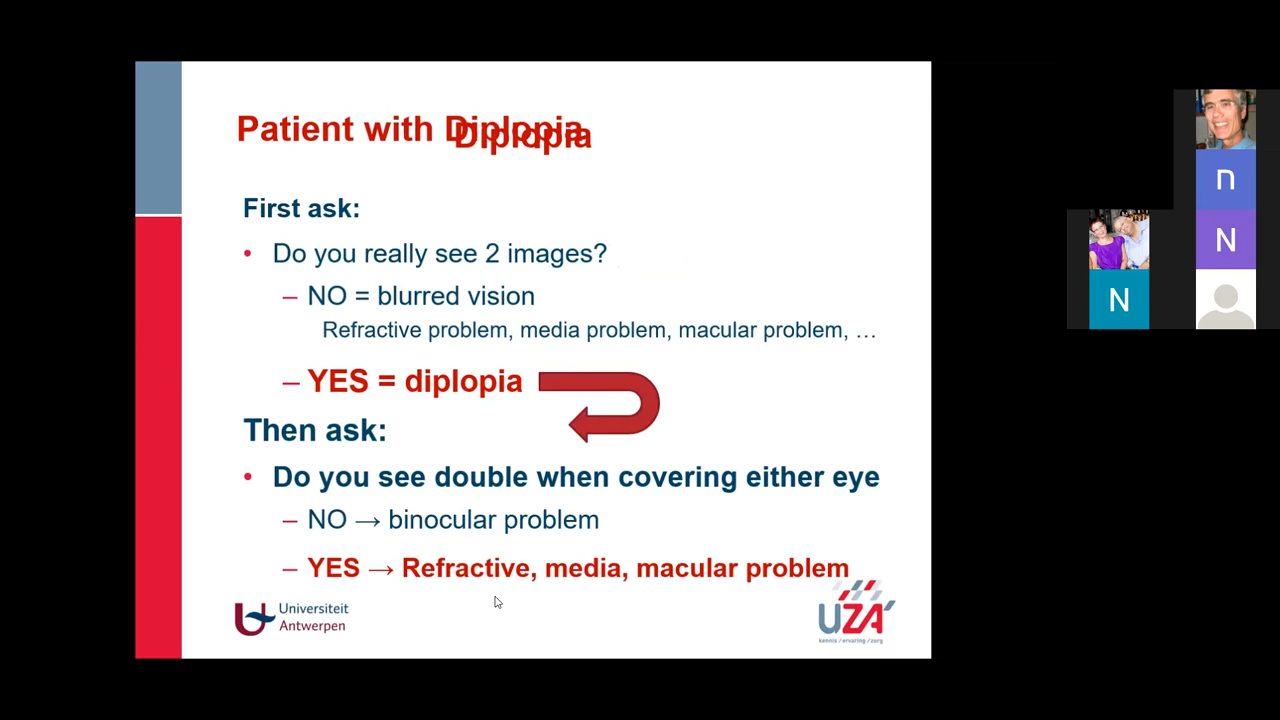 Patient with Diplopia
Diplopia
First ask:
• Do you really see 2 images?
– NO = blurred vision
Refractive problem, media problem, macular problem, …
– YES = diplopia
Then ask:
• Do you see double when covering either eye
– NO → binocular problem
– YES → Refractive, media, macular problem
Universiteit
Antwerpen
UZA'
kennis / ervaring / zorg
n
N
N